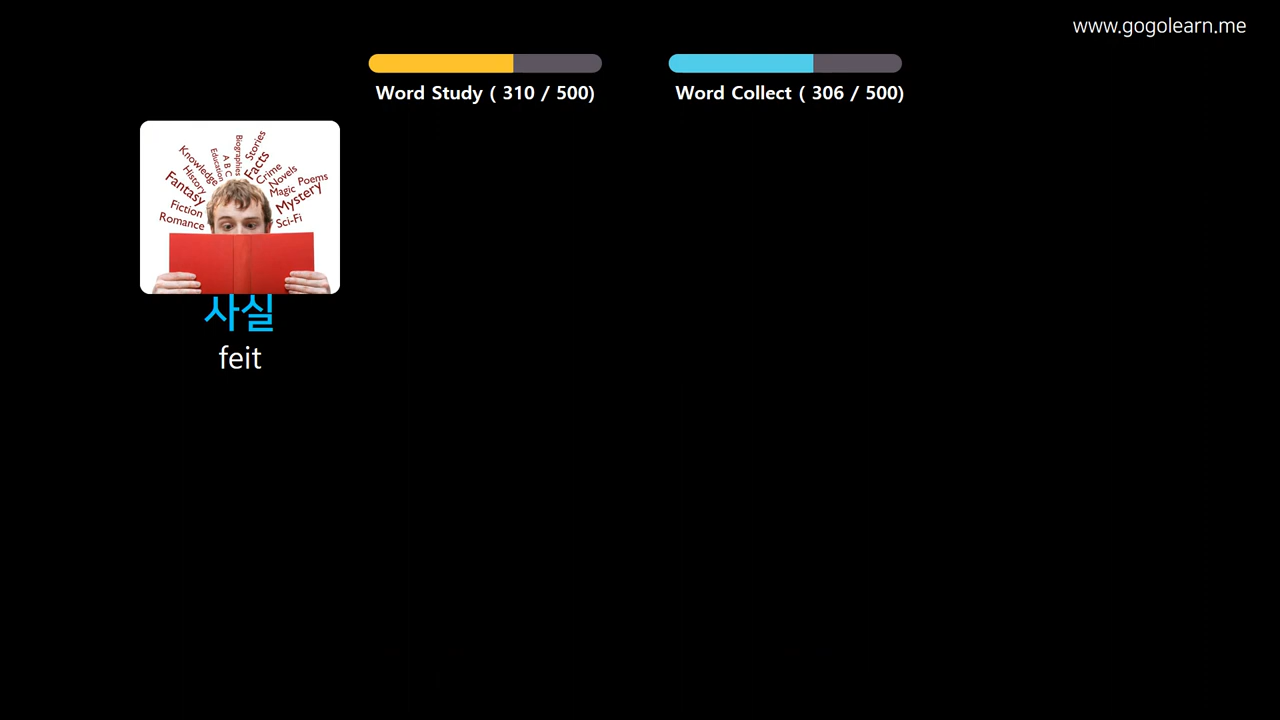 www.gogolearn.me
Word Study ( 310 / 500)
Word Collect ( 306 / 500)
Biographies
Stories
Facts
A B C
Education
Knowledge
Crime
Novels
History
Magic
Poems
Fantasy
Mystery
Fiction
Romance
Sci-Fi
사실
feit